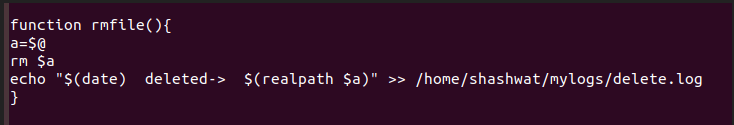 function rmfile(){
a=$@
rm $a
echo "$(date)  deleted->  $(realpath $a)" >> /home/shashwat/mylogs/delete.log
}